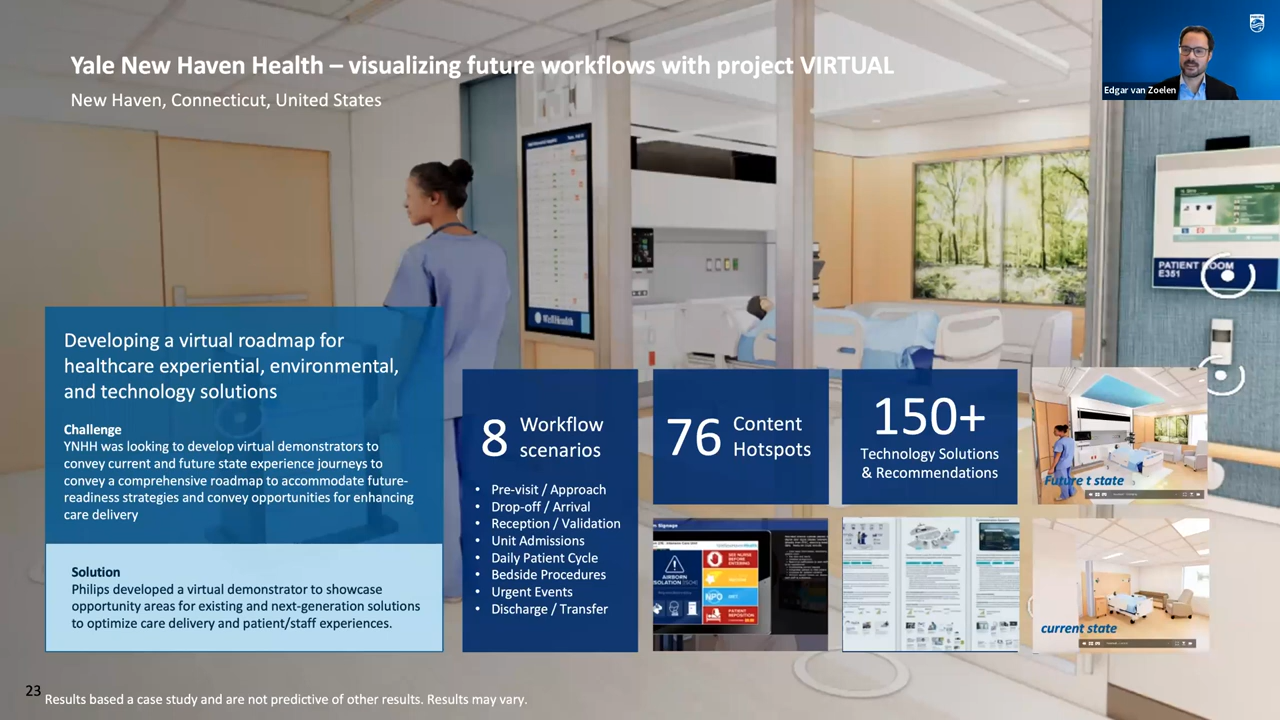 Yale New Haven Health – visualizing future workflows with project VIRTUAL
New Haven, Connecticut, United States
Edgar van Zoelen
PATIENT ROOM
E351
WellHealth
Developing a virtual roadmap for
healthcare experiential, environmental,
and technology solutions
Challenge
YNHH was looking to develop virtual demonstrators to
convey current and future state experience journeys to
convey a comprehensive roadmap to accommodate future-
readiness strategies and convey opportunities for enhancing
care delivery
Solution
Philips developed a virtual demonstrator to showcase
opportunity areas for existing and next-generation solutions
to optimize care delivery and patient/staff experiences.
8 Workflow
scenarios
• Pre-visit / Approach
• Drop-off / Arrival
• Reception / Validation
• Unit Admissions
• Daily Patient Cycle
• Bedside Procedures
• Urgent Events
• Discharge / Transfer
76 Content
Hotspots
150+
Technology Solutions
& Recommendations
Future t state
Signage
AIRBORN
ISOLATION
SEE NURSE
BEFORE
ENTERING
NPO
PATIENT
current state
23
Results based a case study and are not predictive of other results. Results may vary.